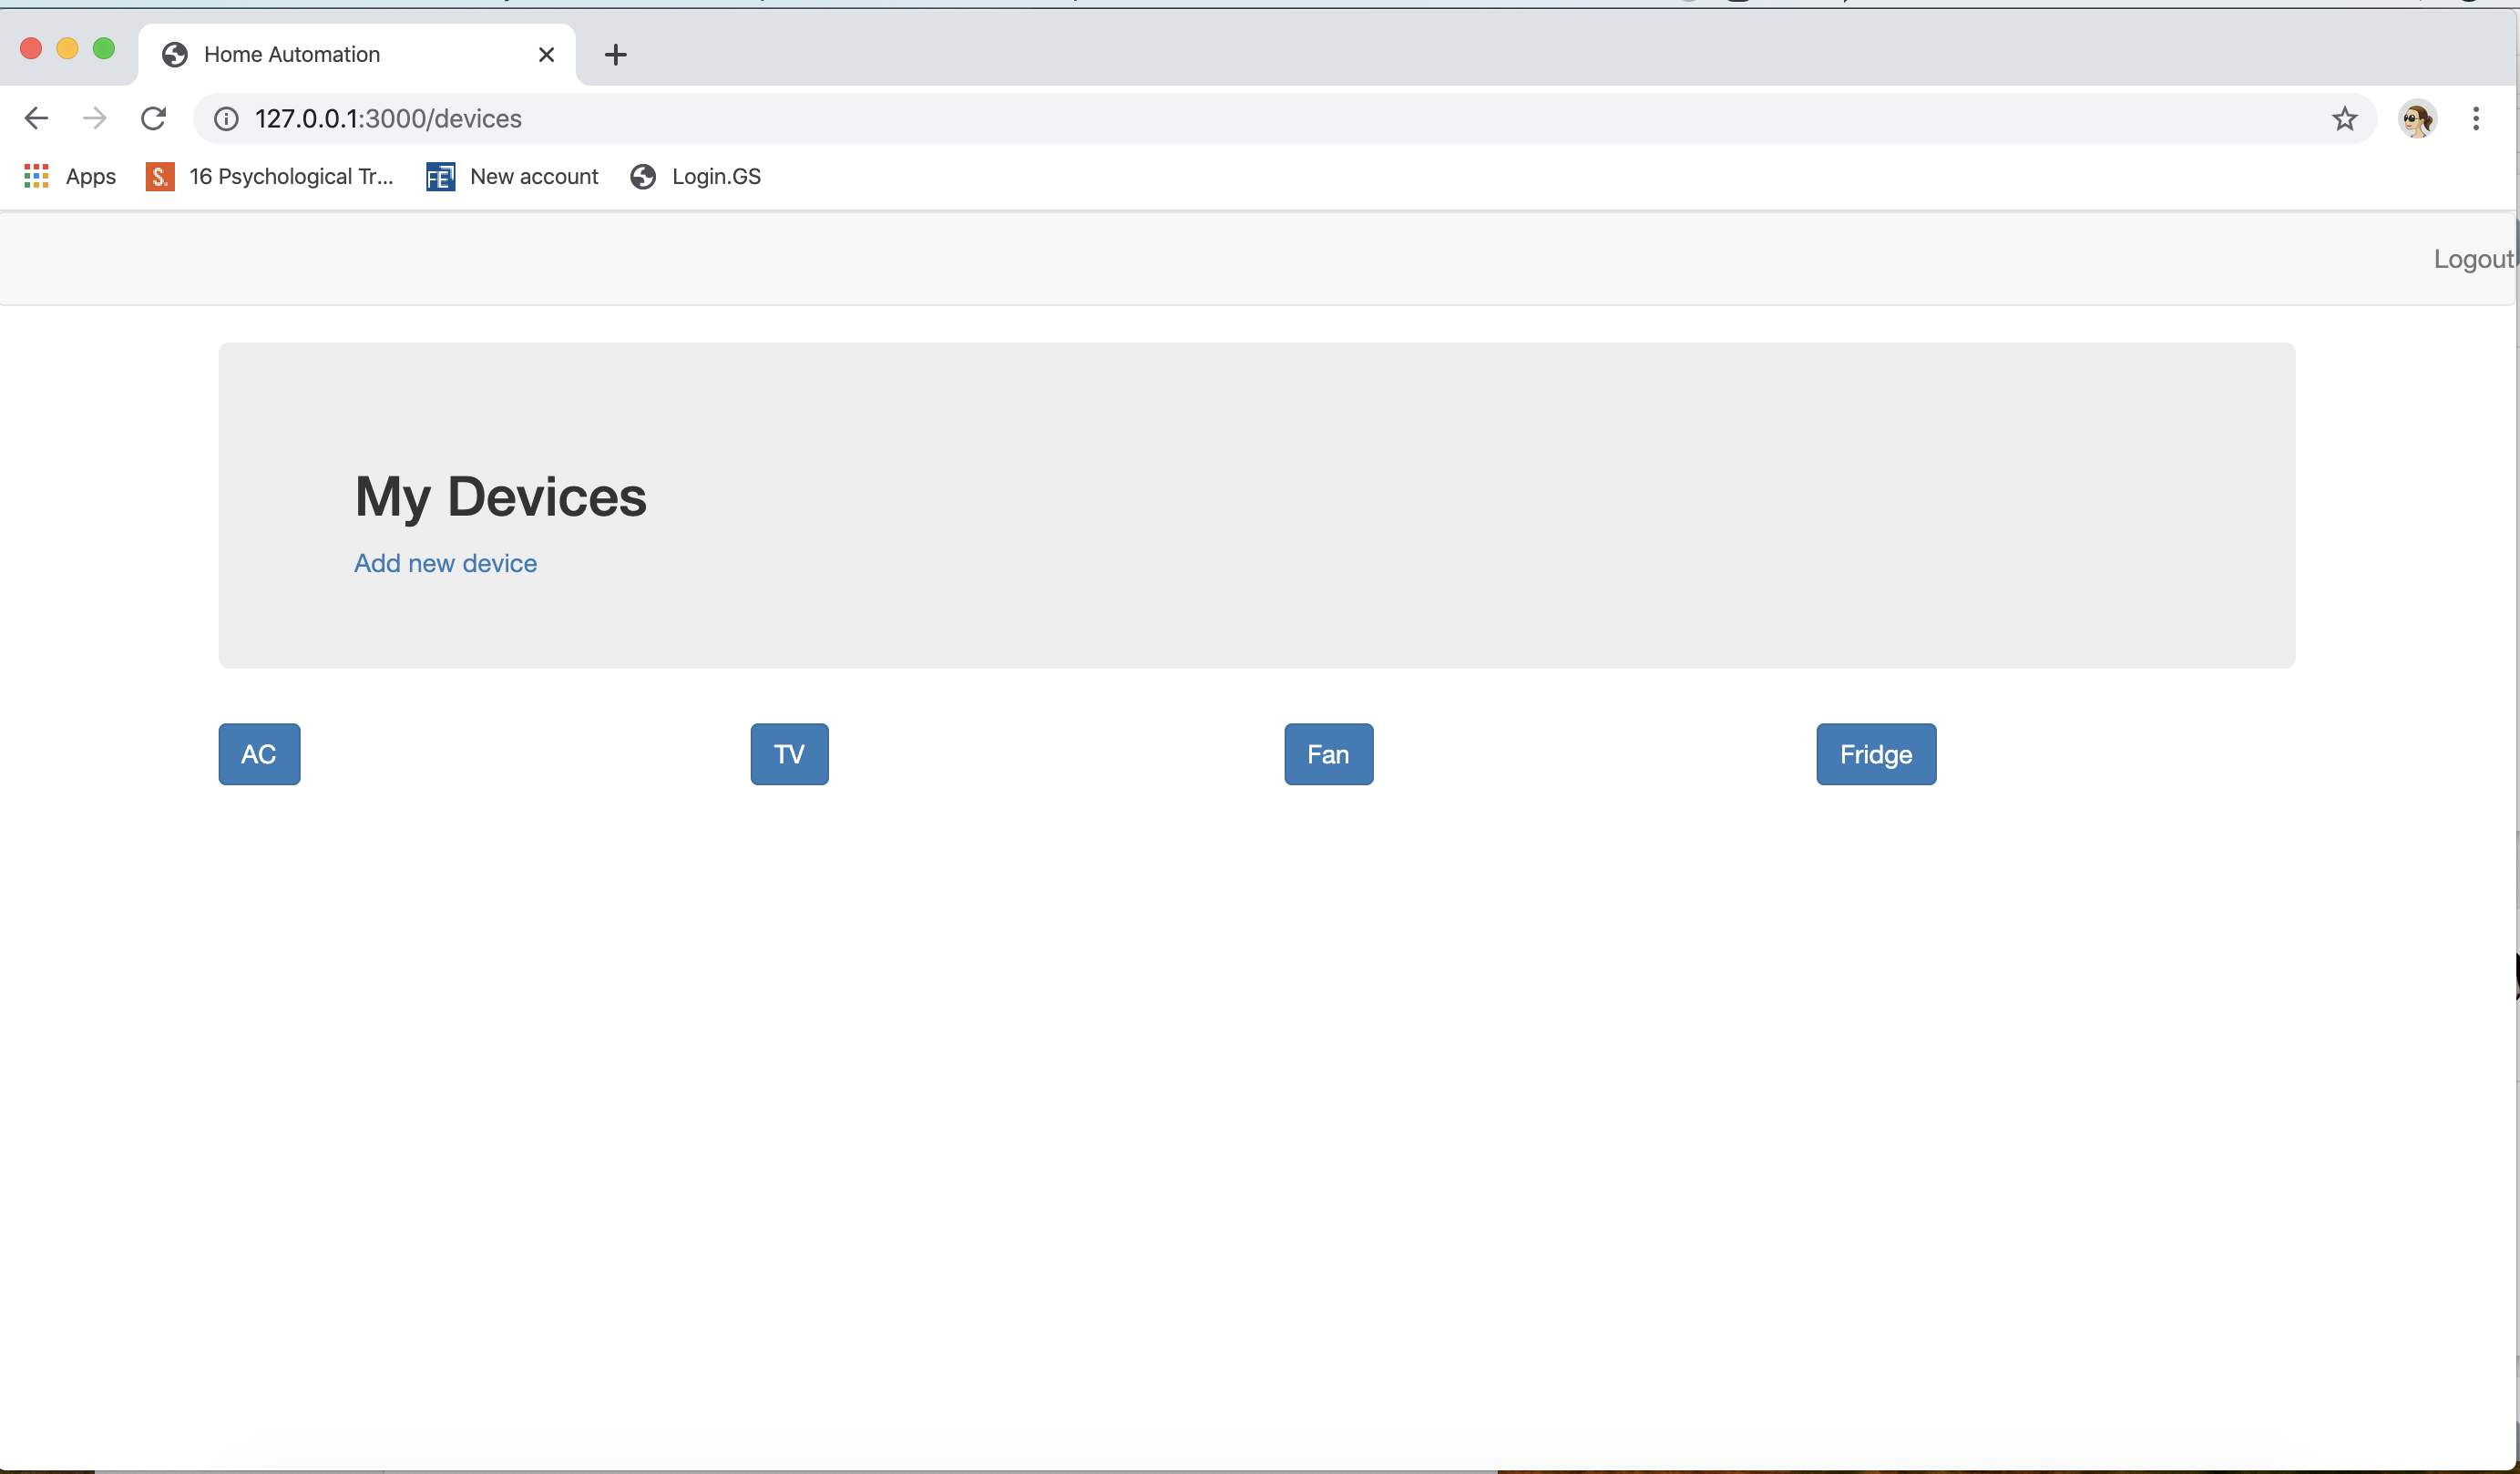 Home Automation
127.0.0.1:3000/devices
Apps
S.
16 Psychological Tr...
FE
New account
Login.GS
Logout
My Devices
Add new device
AC
TV
Fan
Fridge